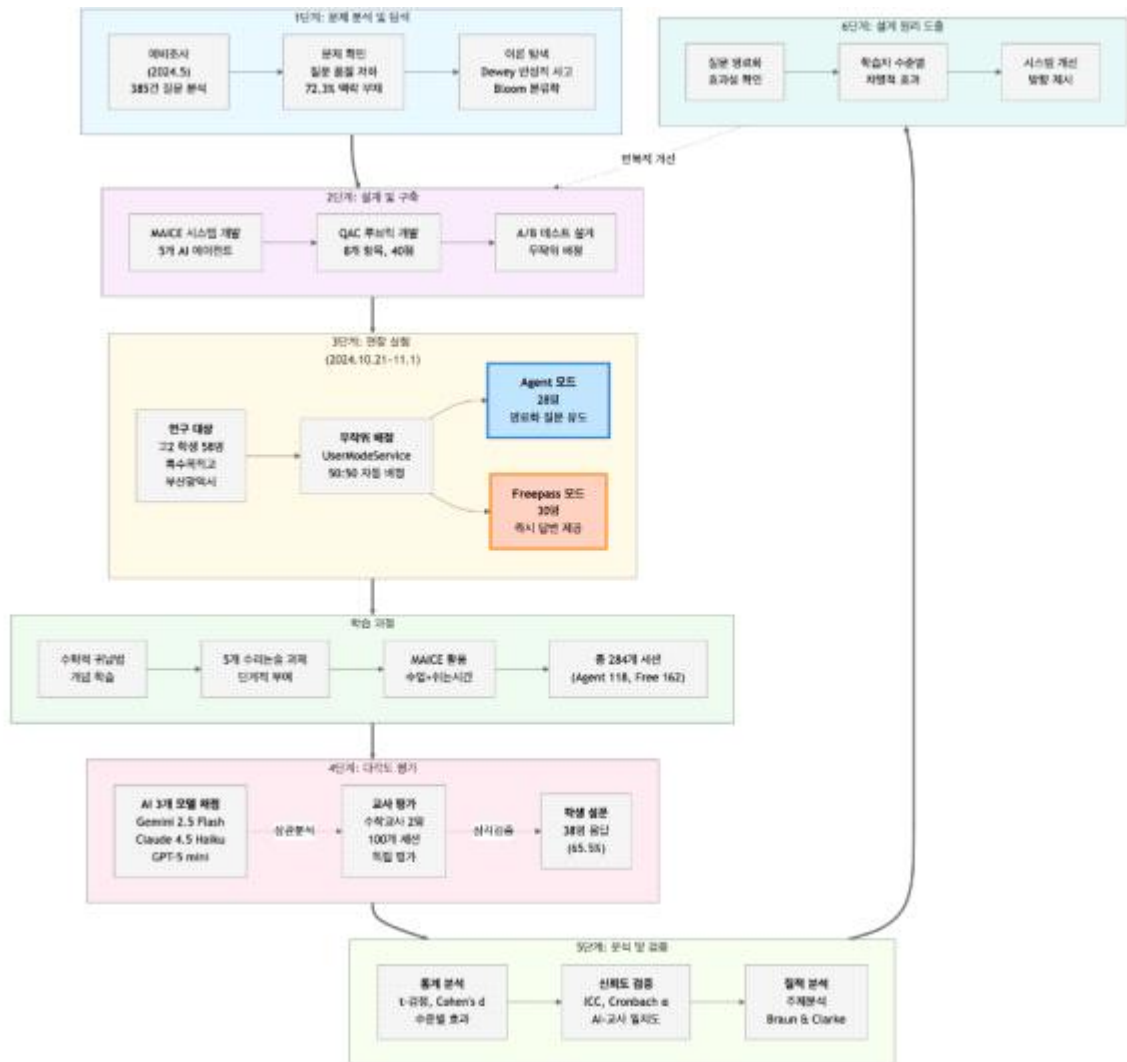 1단계: 문제 분석 및 탐색
예비조사
(2024.5)
385건 질문 분석
문제 확인
질문 품질 저하
72.3% 맥락 부재
이론 탐색
Dewey 반성적 사고
Bloom 분류학
6단계: 설계 원리 도출
질문 명료화
효과성 확인
학습자 수준별
차별적 효과
시스템 개선
방향 제시
반복적 개선
2단계: 설계 및 구축
MAICE 시스템 개발
5개 AI 에이전트
QAC 루브릭 개발
8개 항목, 40점
A/B 테스트 설계
무작위 배정
3단계: 현장 실험
(2024.10.21-11.1)
연구 대상
고2 학생 58명
특수목적고
부산광역시
무작위 배정
UserModeService
50:50 자동 배정
Agent 모드
28명
명료화 질문 유도
Freepass 모드
30명
즉시 답변 제공
학습 과정
수학적 귀납법
개념 학습
5개 수리논술 과제
단계적 부여
MAICE 활용
수업+쉬는시간
총 284개 세션
(Agent 118, Free 162)
4단계: 다각도 평가
AI 3개 모델 채점
Gemini 2.5 Flash
Claude 4.5 Haiku
GPT-5 mini
상관분석
교사 평가
수학교사 2명
100개 세션
독립 평가
삼각검증
학생 설문
38명 응답
(65.5%)
5단계: 분석 및 검증
통계 분석
t-검정, Cohen's d
수준별 효과
신뢰도 검증
ICC, Cronbach α
AI-교사 일치도
질적 분석
주제분석
Braun & Clarke